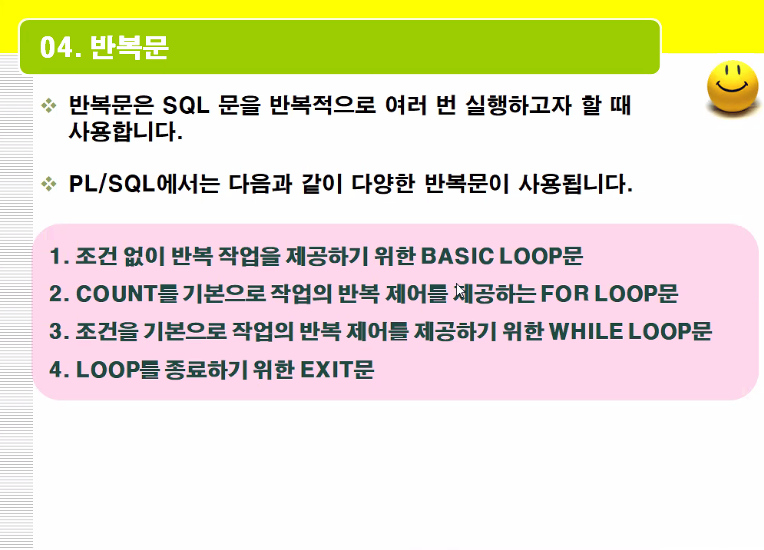 04. 반복문
반복문은 SQL 문을 반복적으로 여러 번 실행하고자 할 때
사용합니다.
PL/SQL에서는 다음과 같이 다양한 반복문이 사용됩니다.
1. 조건 없이 반복 작업을 제공하기 위한 BASIC LOOP문
2. COUNT를 기본으로 작업의 반복 제어를 제공하는 FOR LOOP문
3. 조건을 기본으로 작업의 반복 제어를 제공하기 위한 WHILE LOOP문
4. LOOP를 종료하기 위한 EXIT문